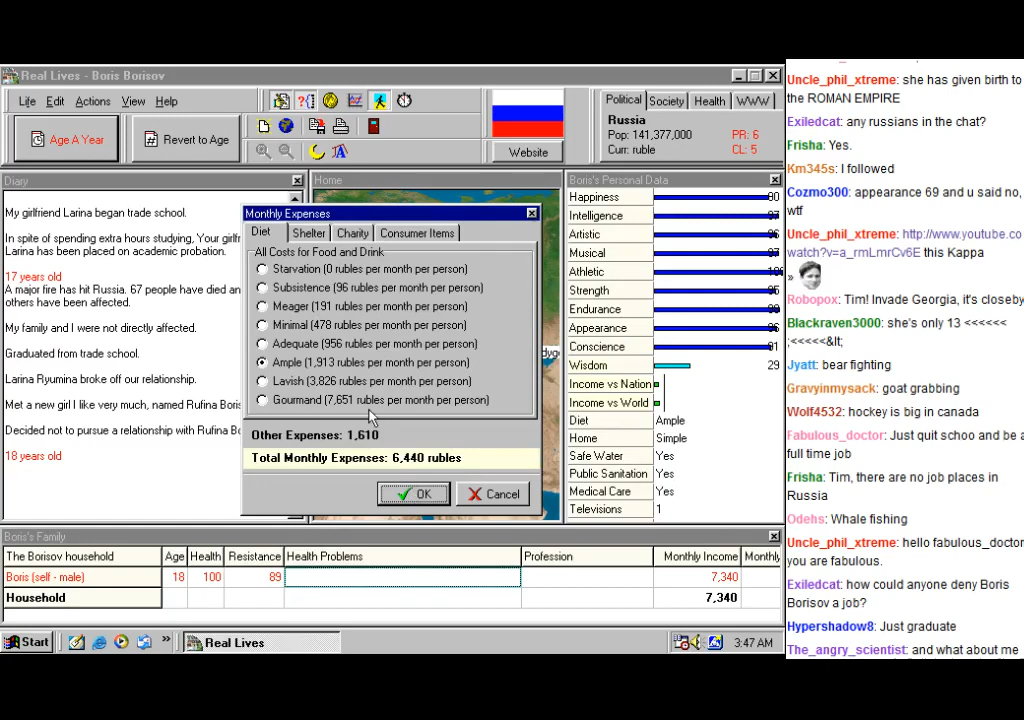 Real Lives - Boris Borisov
Life Edit Actions View Help
Age A Year
Revert to Age
Website
Political Society Health WWW
Russia
Pop: 141,377,000 PR: 6
Curr: ruble CL: 5
Diary
My girlfriend Larina began trade school.
In spite of spending extra hours studying, Your girlfr
Larina has been placed on academic probation.
17 years old
A major fire has hit Russia. 67 people have died an
others have been affected.
My family and I were not directly affected.
Graduated from trade school.
Larina Ryumina broke off our relationship.
Met a new girl I like very much, named Rufina Boris
Decided not to pursue a relationship with Rufina Bo
18 years old
Home
Monthly Expenses
Diet Shelter Charity Consumer Items
All Costs for Food and Drink
Starvation (0 rubles per month per person)
Subsistence (96 rubles per month per person)
Meager (191 rubles per month per person)
Minimal (478 rubles per month per person)
Adequate (956 rubles per month per person)
Ample (1,913 rubles per month per person)
Lavish (3,826 rubles per month per person)
Gourmand (7,651 rubles per month per person)
Other Expenses: 1,610
Total Monthly Expenses: 6,440 rubles
OK Cancel
Boris's Personal Data
Happiness
Intelligence
Artistic
Musical
Athletic
Strength
Endurance
Appearance
Conscience
Wisdom 29
Income vs Nation
Income vs World
Diet Ample
Home Simple
Safe Water Yes
Public Sanitation Yes
Medical Care Yes
Televisions 1
Boris's Family
The Borisov household Age Health Resistance Health Problems Profession Monthly Income Monthly
Boris (self - male) 18 100 89 7,340
Household 7,340
Start Real Lives 3:47 AM
Uncle_phil_xtreme: she has given birth to
the ROMAN EMPIRE
Exiledcat: any russians in the chat?
Frisha: Yes.
Km345s: I followed
Cozmo300: appearance 69 and u said no,
wtf
Uncle_phil_xtreme: http://www.youtube.co
watch?v=a_rmLmrCv6E this Kappa
»
Robopox: Tim! Invade Georgia, it's closeby
Blackraven3000: she's only 13 <<<<<<
;<<<<<&lt;
Jyatt: bear fighting
Gravyinmysack: goat grabbing
Wolf4532: hockey is big in canada
Fabulous_doctor: Just quit schoo and be a
full time job
Frisha: Tim, there are no job places in
Russia
Odehs: Whale fishing
Uncle_phil_xtreme: hello fabulous_doctor
you are fabulous.
Exiledcat: how could anyone deny Boris
Borisov a job?
Hypershadow8: Just graduate
The_angry_scientist: and what about me